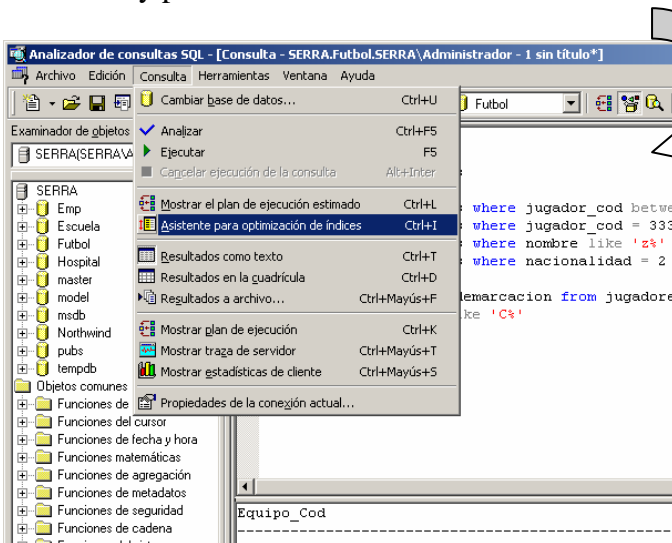 y p
Analizador de consultas SQL - [Consulta - SERRA.Futbol.SERRA\Administrador - 1 sin título*]
Archivo Edición Consulta Herramientas Ventana Ayuda
Futbol
Examinador de objetos
SERRA(SERRA\A
Cambiar base de datos... Ctrl+U
Analizar Ctrl+F5
Ejecutar F5
Cancelar ejecución de la consulta Alt+Inter
Mostrar el plan de ejecución estimado Ctrl+L
Asistente para optimización de índices Ctrl+I
Resultados como texto Ctrl+T
Resultados en la cuadrícula Ctrl+D
Resultados a archivo... Ctrl+Mayús+F
Mostrar plan de ejecución Ctrl+K
Mostrar traza de servidor Ctrl+Mayús+T
Mostrar estadísticas de cliente Ctrl+Mayús+S
Propiedades de la conexión actual...
SERRA
Emp
Escuela
Futbol
Hospital
master
model
msdb
Northwind
pubs
tempdb
Objetos comunes
Funciones de
Funciones del cursor
Funciones de fecha y hora
Funciones matemáticas
Funciones de agregación
Funciones de metadatos
Funciones de seguridad
Funciones de cadena
where jugador_cod betwe
where jugador_cod = 333
where nombre like 'z%'
where nacionalidad = 2
demarcacion from jugadore
ke 'C%'
Equipo_Cod